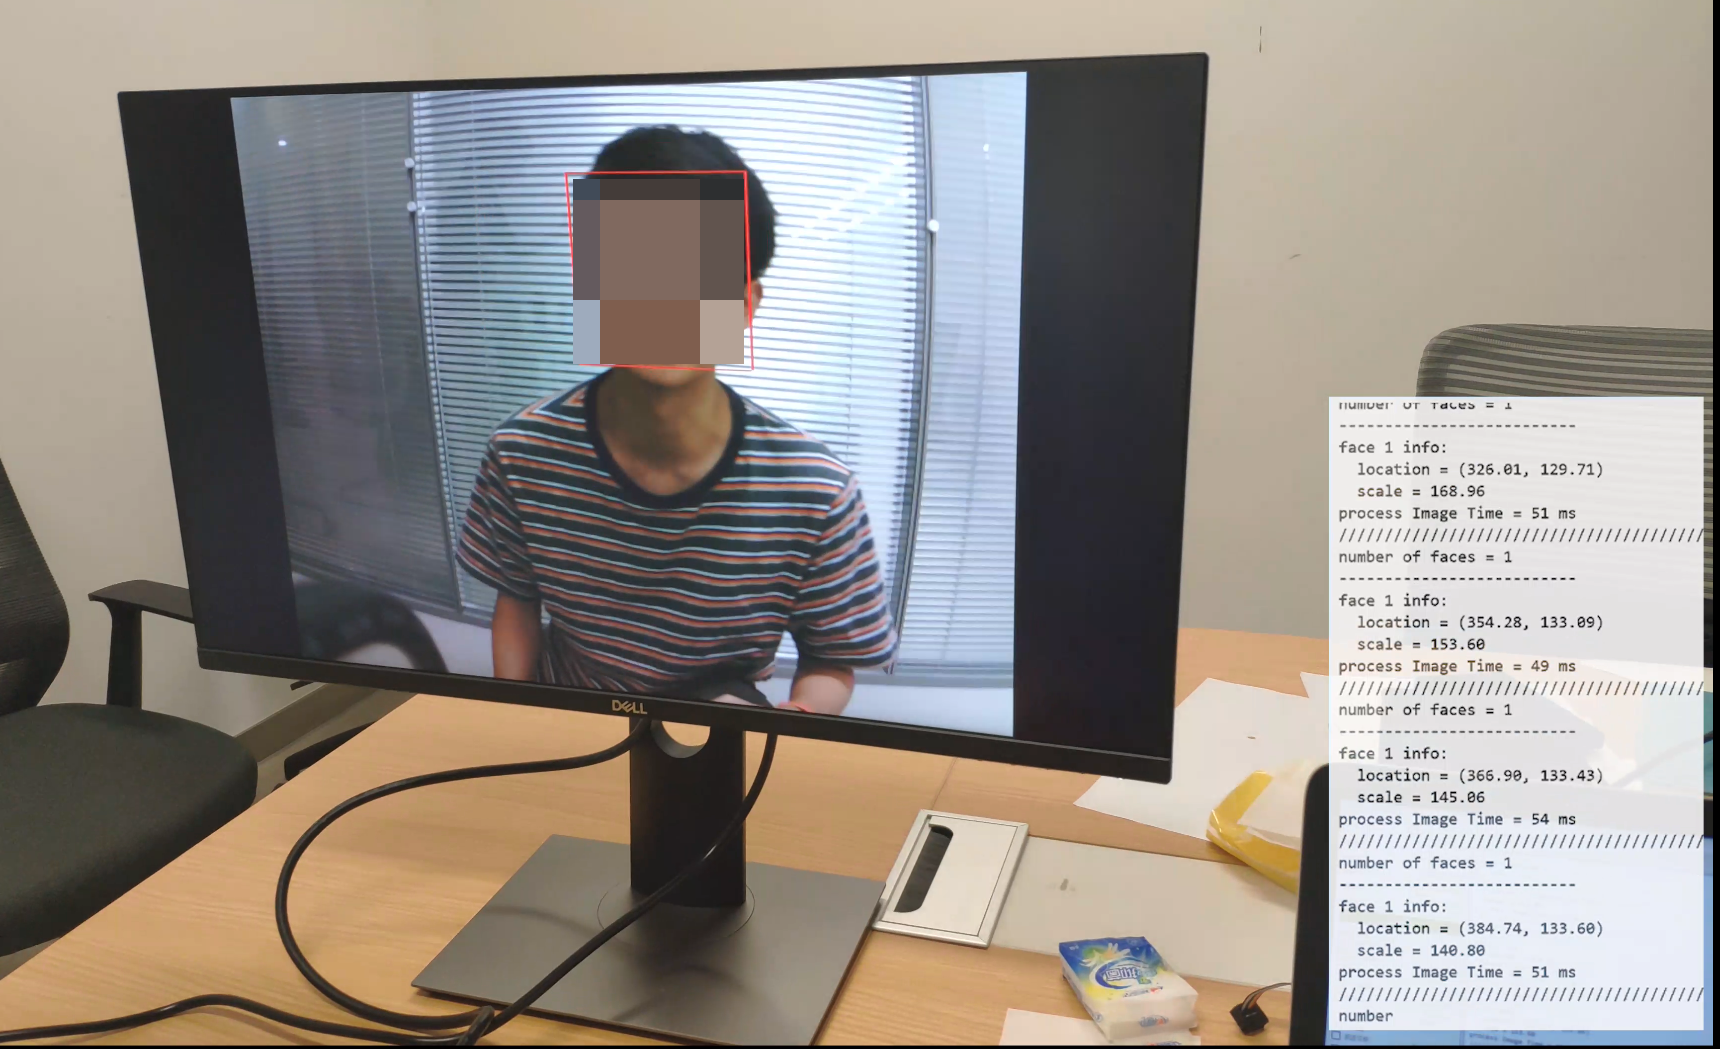 DELL
number of faces = 1
--------------------------
face 1 info:
  location = (326.01, 129.71)
  scale = 168.96
process Image Time = 51 ms
////////////////////////////////////////
number of faces = 1
--------------------------
face 1 info:
  location = (354.28, 133.09)
  scale = 153.60
process Image Time = 49 ms
////////////////////////////////////////
number of faces = 1
--------------------------
face 1 info:
  location = (366.90, 133.43)
  scale = 145.06
process Image Time = 54 ms
////////////////////////////////////////
number of faces = 1
--------------------------
face 1 info:
  location = (384.74, 133.60)
  scale = 140.80
process Image Time = 51 ms
////////////////////////////////////////
number